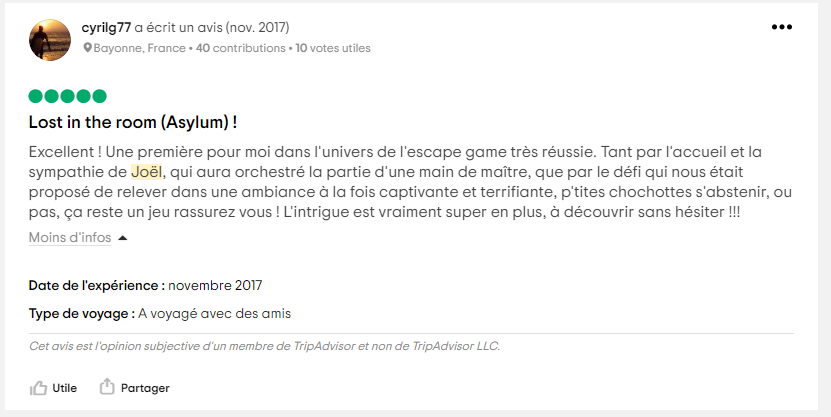 cyrilg77 a écrit un avis (nov. 2017)
Bayonne, France • 40 contributions • 10 votes utiles
Lost in the room (Asylum) !
Excellent ! Une première pour moi dans l'univers de l'escape game très réussie. Tant par l'accueil et la
sympathie de Joël, qui aura orchestré la partie d'une main de maître, que par le défi qui nous était
proposé de relever dans une ambiance à la fois captivante et terrifiante, p'tites chochottes s'abstenir, ou
pas, ça reste un jeu rassurez vous ! L'intrigue est vraiment super en plus, à découvrir sans hésiter !!!
Moins d'infos
Date de l'expérience : novembre 2017
Type de voyage : A voyagé avec des amis
Cet avis est l'opinion subjective d'un membre de TripAdvisor et non de TripAdvisor LLC.
Utile Partager